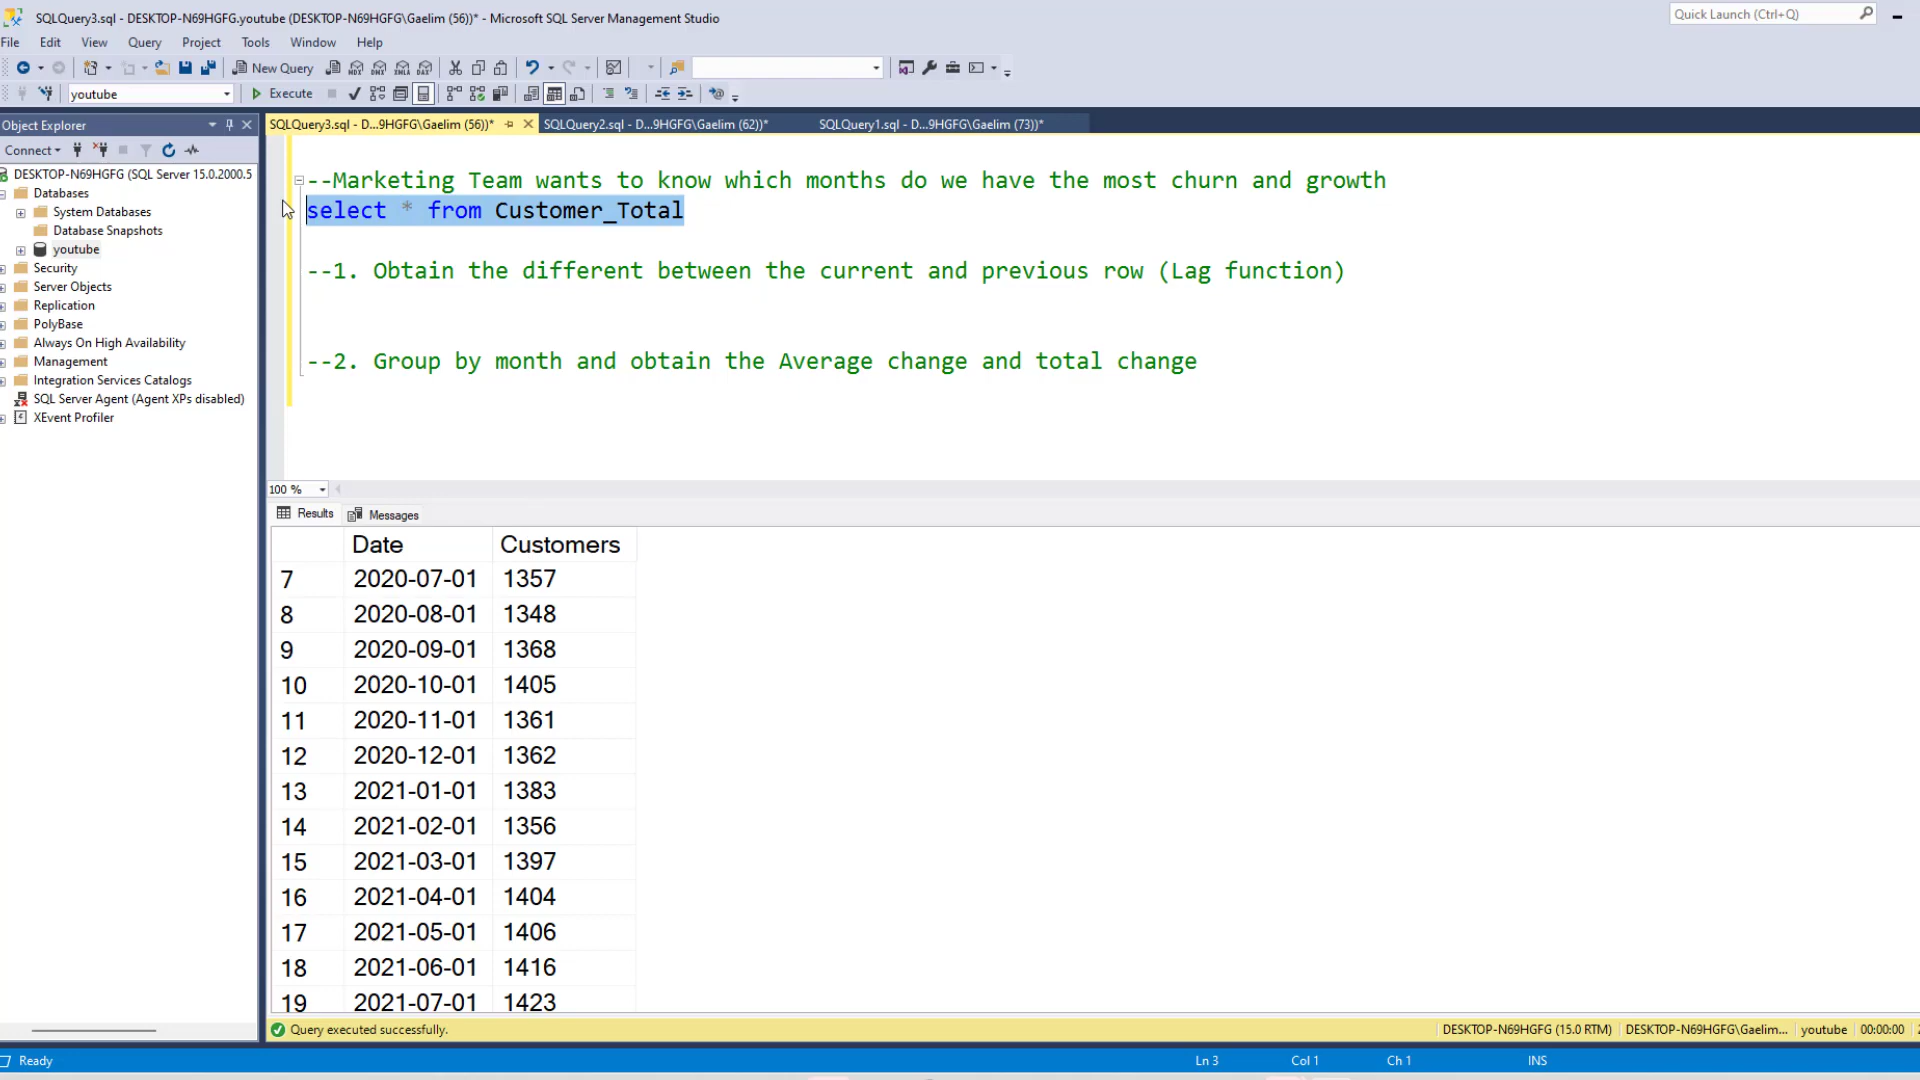 SQLQuery3.sql - DESKTOP-N69HGFG.youtube (DESKTOP-N69HGFG\Gaelim (56))* - Microsoft SQL Server Management Studio
Quick Launch (Ctrl+Q)
File Edit View Query Project Tools Window Help
New Query
MDX DMX XMLA DAX
youtube Execute
Object Explorer
SQLQuery3.sql - D...9HGFG\Gaelim (56))* SQLQuery2.sql - D...9HGFG\Gaelim (62))* SQLQuery1.sql - D...9HGFG\Gaelim (73))*
Connect
DESKTOP-N69HGFG (SQL Server 15.0.2000.5
Databases
System Databases
Database Snapshots
youtube
Security
Server Objects
Replication
PolyBase
Always On High Availability
Management
Integration Services Catalogs
SQL Server Agent (Agent XPs disabled)
XEvent Profiler
--Marketing Team wants to know which months do we have the most churn and growth
select * from Customer_Total
--1. Obtain the different between the current and previous row (Lag function)
--2. Group by month and obtain the Average change and total change
100 %
Results Messages
Date Customers
7 2020-07-01 1357
8 2020-08-01 1348
9 2020-09-01 1368
10 2020-10-01 1405
11 2020-11-01 1361
12 2020-12-01 1362
13 2021-01-01 1383
14 2021-02-01 1356
15 2021-03-01 1397
16 2021-04-01 1404
17 2021-05-01 1406
18 2021-06-01 1416
19 2021-07-01 1423
Query executed successfully. DESKTOP-N69HGFG (15.0 RTM) DESKTOP-N69HGFG\Gaelim... youtube 00:00:00
Ready Ln 3 Col 1 Ch 1 INS